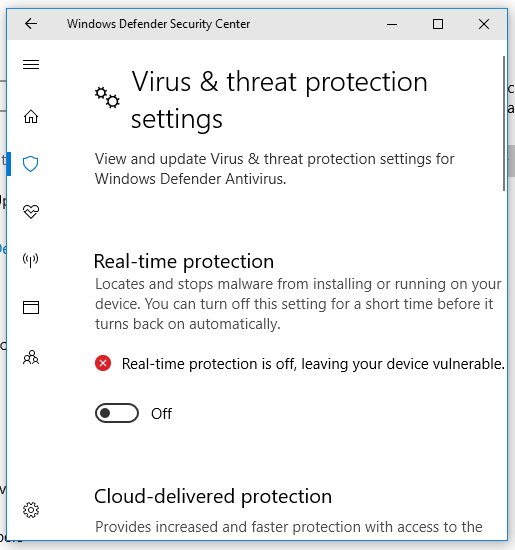 Windows Defender Security Center
Virus & threat protection
settings
View and update Virus & threat protection settings for
Windows Defender Antivirus.
Real-time protection
Locates and stops malware from installing or running on your
device. You can turn off this setting for a short time before it
turns back on automatically.
Real-time protection is off, leaving your device vulnerable.
Off
Cloud-delivered protection
Provides increased and faster protection with access to the